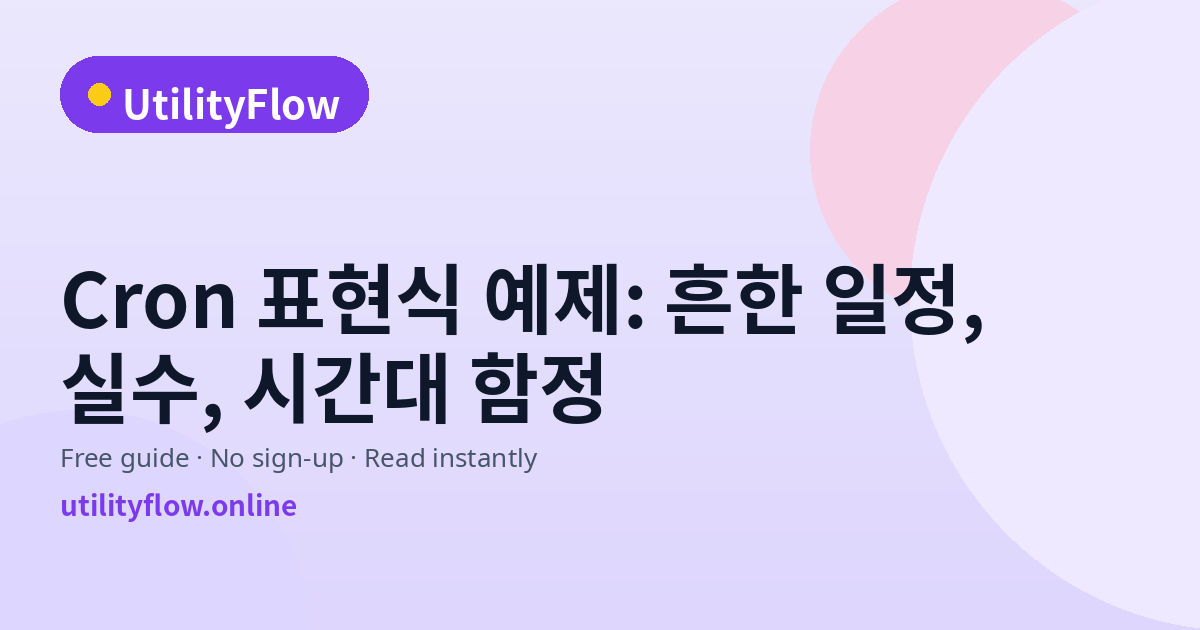 UtilityFlow
Cron 표현식 예제: 흔한 일정,
실수, 시간대 함정
Free guide · No sign-up · Read instantly
utilityflow.online